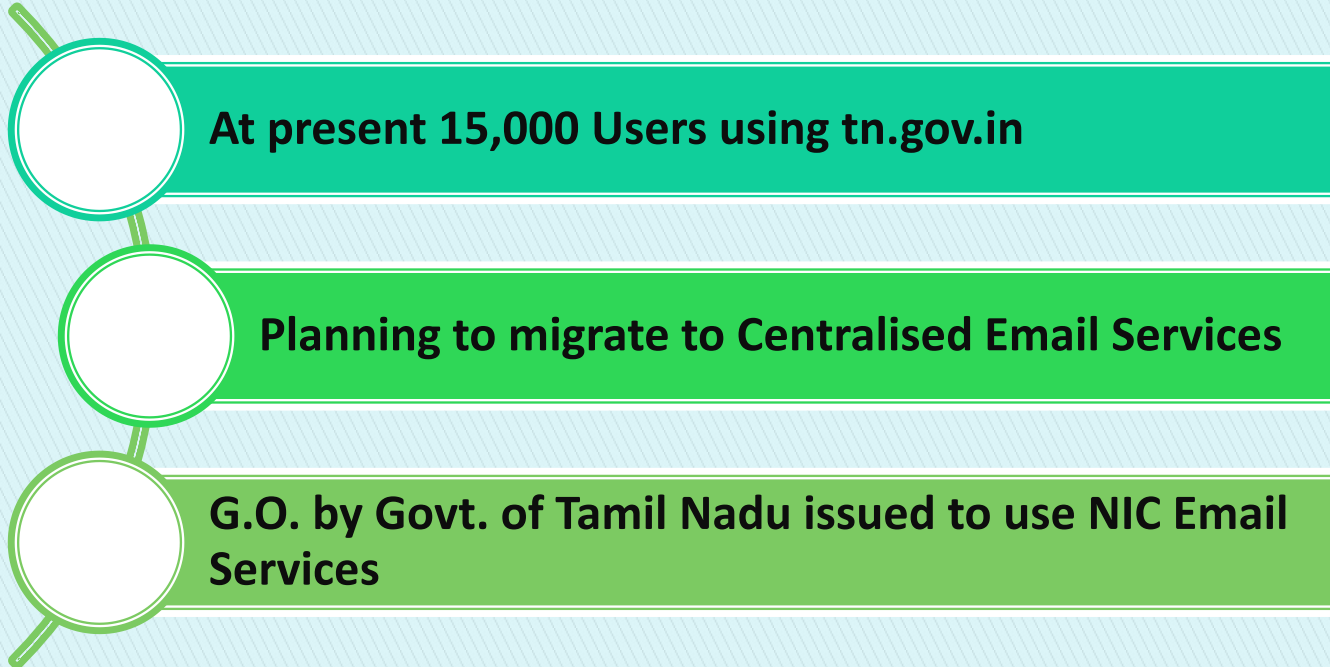 At present 15,000 Users using tn.gov.in
Planning to migrate to Centralised Email Services
G.O. by Govt. of Tamil Nadu issued to use NIC Email
Services